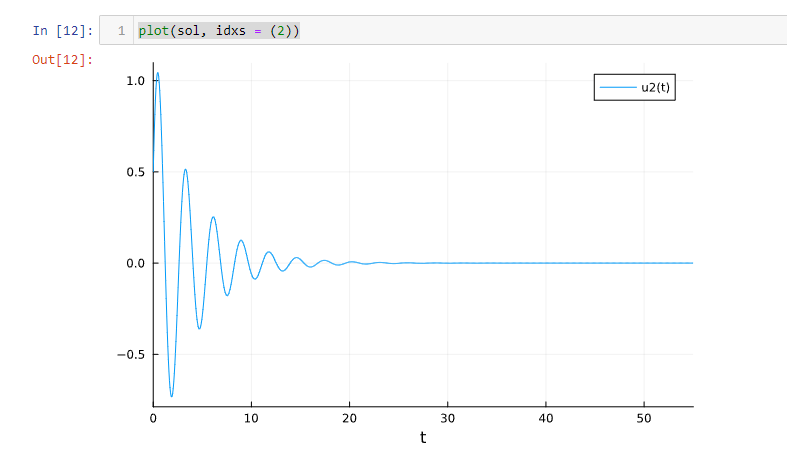 In [12]: 1 plot(sol, idxs = (2))
Out[12]:
u2(t)
1.0
0.5
0.0
−0.5
0 10 20 30 40 50
t